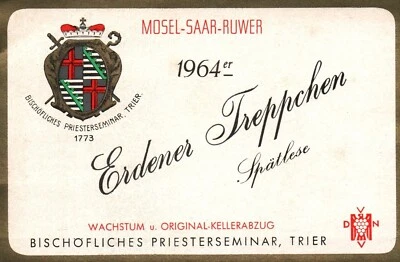 MOSEL-SAAR-RUWER
1964er
BISCHÖFLICHES PRIESTERSEMINAR, TRIER.
1773
Erdener Treppchen
Spätlese
WACHSTUM u. ORIGINAL-KELLERABZUG
BISCHÖFLICHES PRIESTERSEMINAR, TRIER
D N